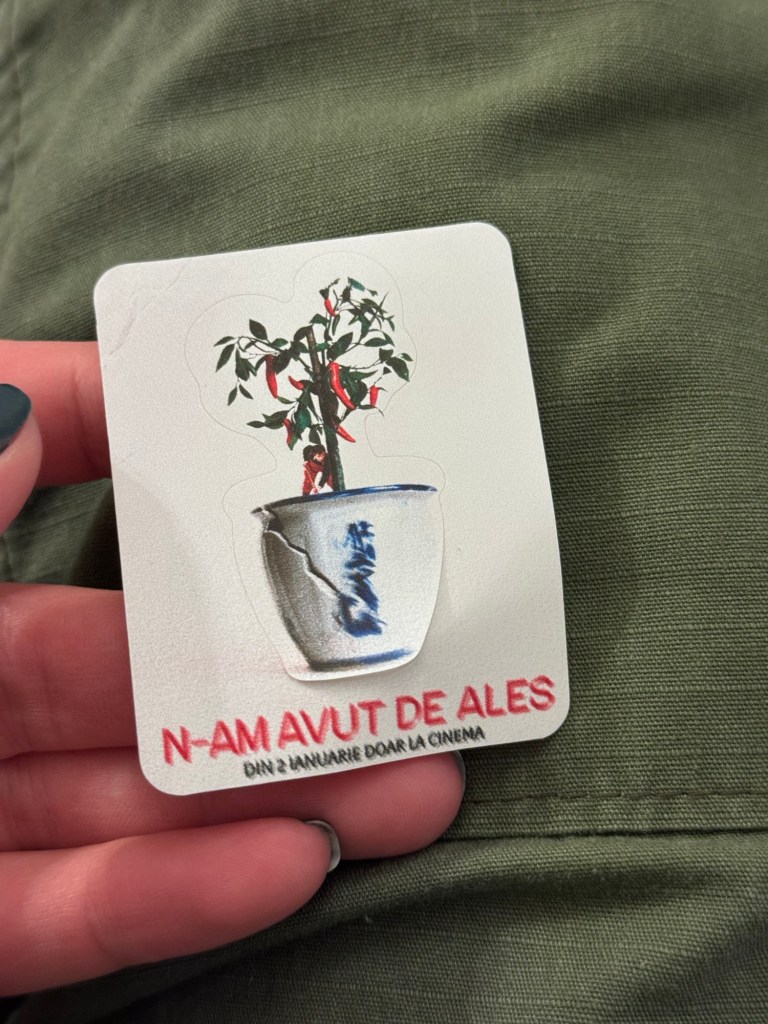 N-AM AVUT DE ALES
DIN 2 IANUARIE DOAR LA CINEMA